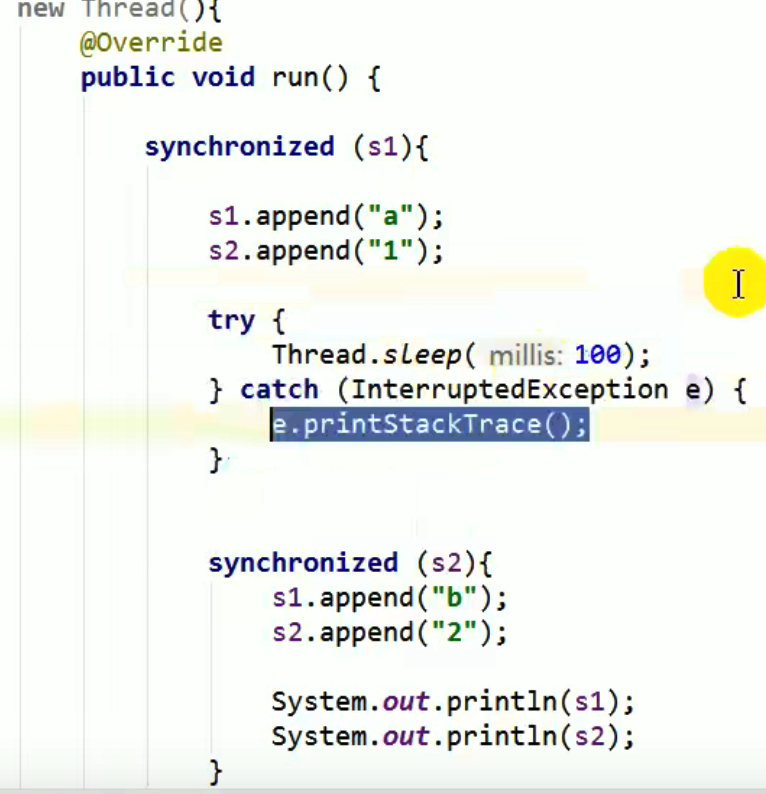 new Thread(){
@Override
public void run() {
synchronized (s1){
s1.append("a");
s2.append("1");
try {
Thread.sleep( millis: 100);
} catch (InterruptedException e) {
e.printStackTrace();
}
synchronized (s2){
s1.append("b");
s2.append("2");
System.out.println(s1);
System.out.println(s2);
}